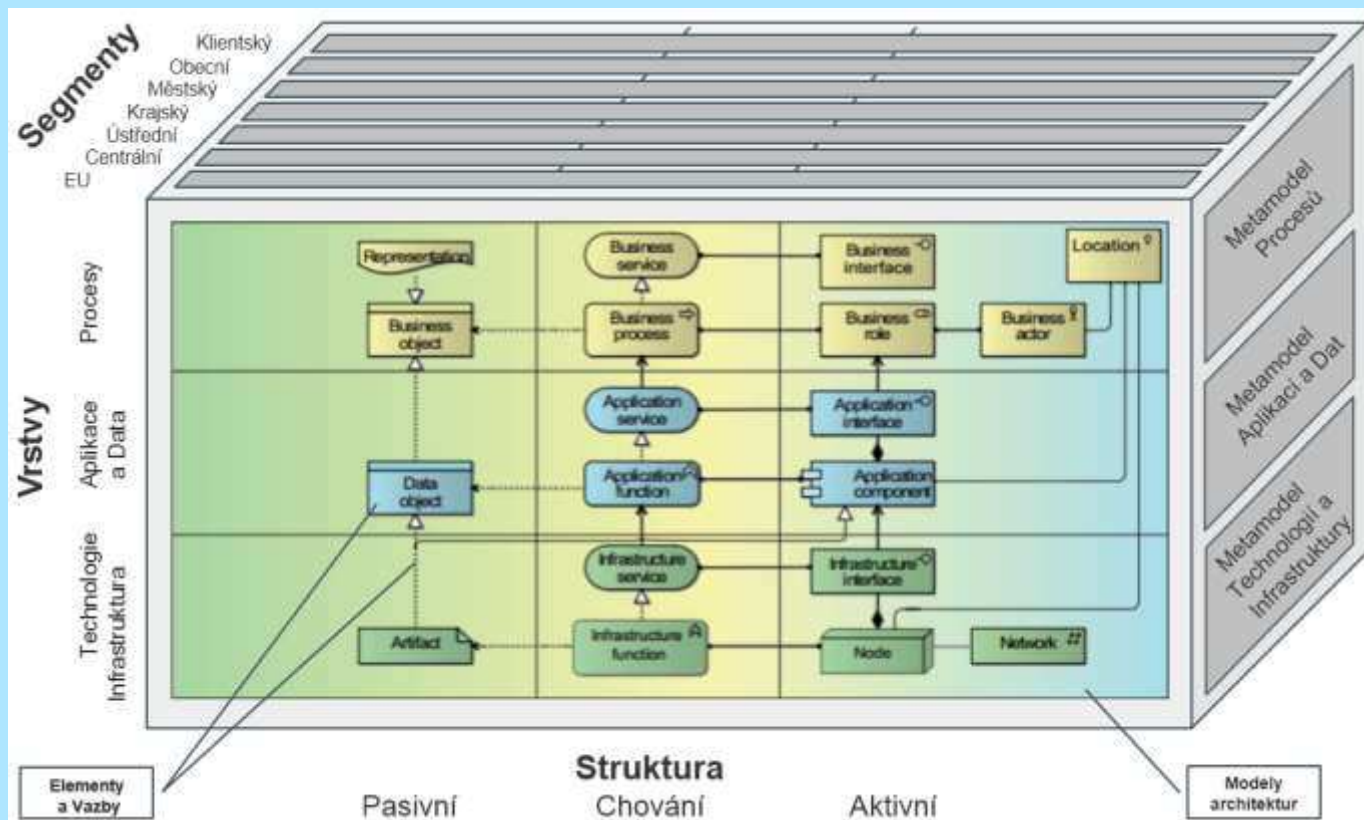 Segmenty
Klientský
Obecní
Městský
Krajský
Ústřední
Centrální
EU
Vrstvy
Procesy
Aplikace
a Data
Technologie
Infrastruktura
Representation
Business
service
Business
interface
Location
Business
object
Business
process
Business
role
Business
actor
Application
service
Application
interface
Data
object
Application
function
Application
component
Infrastructure
service
Infrastructure
interface
Artifact
Infrastructure
function
Node
Network
Metamodel
Procesů
Metamodel
Aplikací a Dat
Metamodel
Technologií a
Infrastruktury
Elementy
a Vazby
Struktura
Pasivní
Chování
Aktivní
Modely
architektur